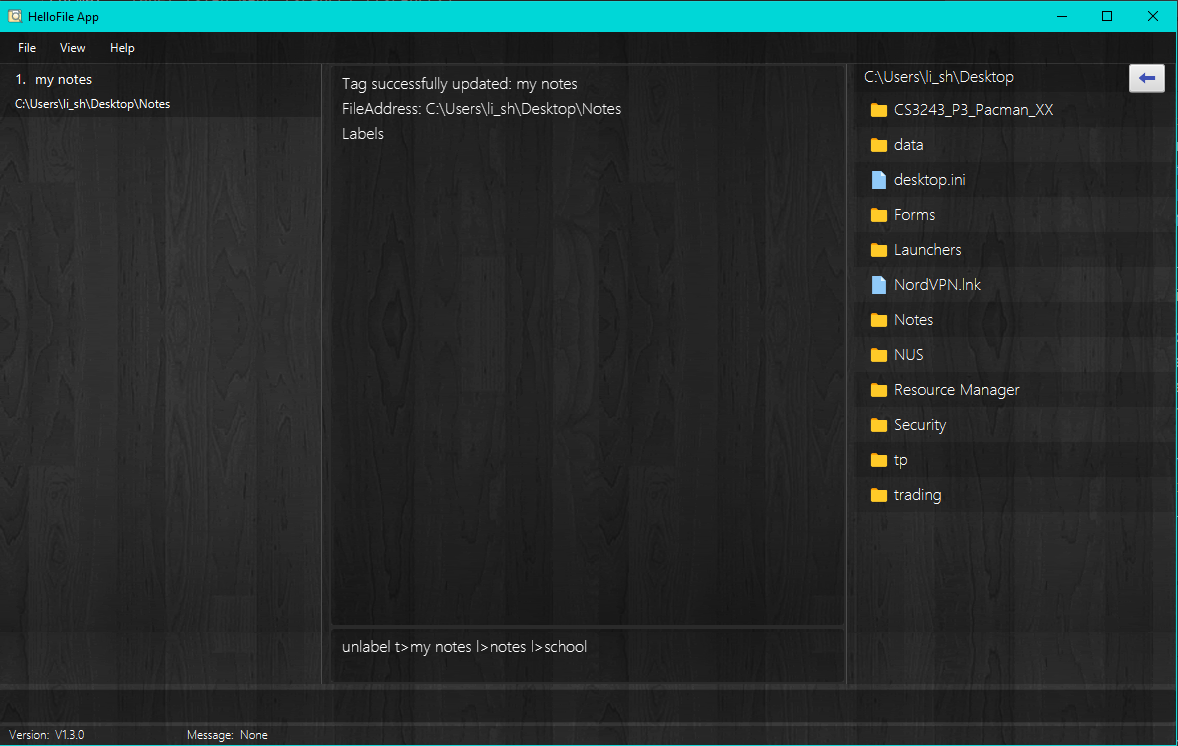 HelloFile App
File View Help
1. my notes
C:\Users\li_sh\Desktop\Notes
Tag successfully updated: my notes
FileAddress: C:\Users\li_sh\Desktop\Notes
Labels
unlabel t>my notes l>notes l>school
C:\Users\li_sh\Desktop
CS3243_P3_Pacman_XX
data
desktop.ini
Forms
Launchers
NordVPN.lnk
Notes
NUS
Resource Manager
Security
tp
trading
Version: V1.3.0 Message: None